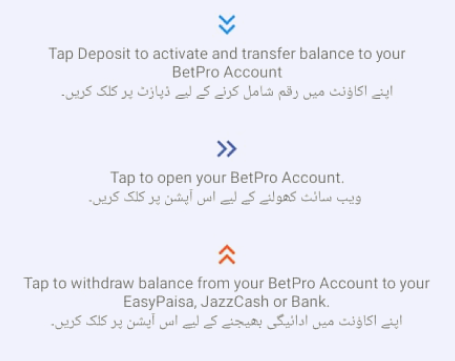 Tap Deposit to activate and transfer balance to your
BetPro Account
اپنے اکاؤنٹ میں رقم شامل کرنے کے لیے ڈپازٹ پر کلک کریں۔
Tap to open your BetPro Account.
ویب سائٹ کھولنے کے لیے اس آپشن پر کلک کریں۔
Tap to withdraw balance from your BetPro Account to your
EasyPaisa, JazzCash or Bank.
اپنے اکاؤنٹ میں ادائیگی بھیجنے کے لیے اس آپشن پر کلک کریں۔